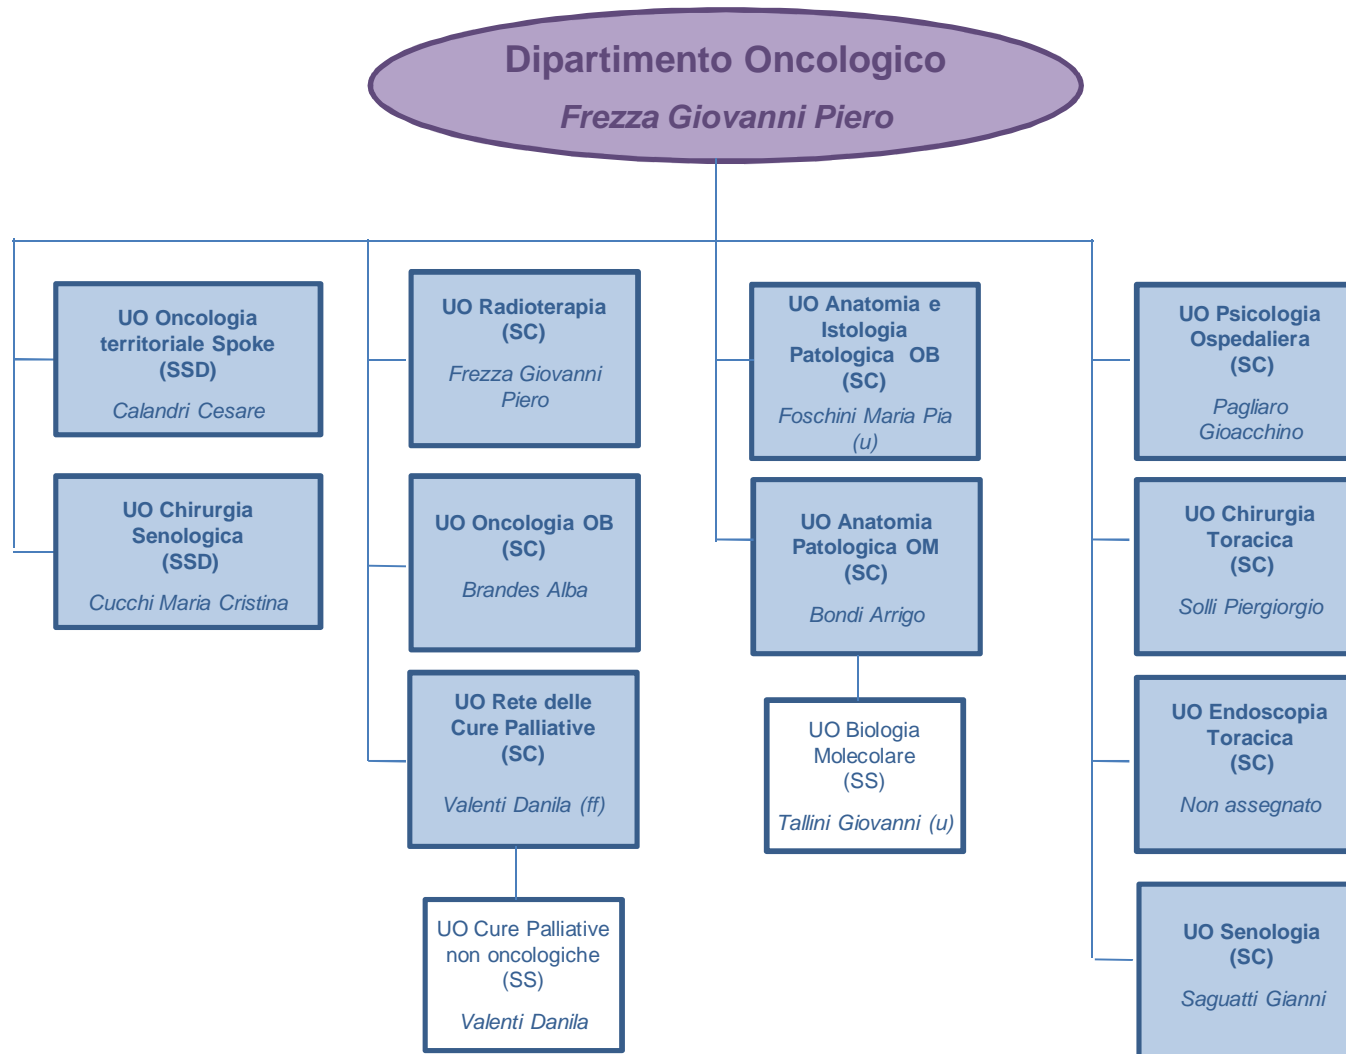 Dipartimento Oncologico
Frezza Giovanni Piero
UO Oncologia
territoriale Spoke
(SSD)
Calandri Cesare
UO Chirurgia
Senologica
(SSD)
Cucchi Maria Cristina
UO Radioterapia
(SC)
Frezza Giovanni
Piero
UO Oncologia OB
(SC)
Brandes Alba
UO Rete delle
Cure Palliative
(SC)
Valenti Danila (ff)
UO Cure Palliative
non oncologiche
(SS)
Valenti Danila
UO Anatomia e
Istologia
Patologica OB
(SC)
Foschini Maria Pia
(u)
UO Anatomia
Patologica OM
(SC)
Bondi Arrigo
UO Biologia
Molecolare
(SS)
Tallini Giovanni (u)
UO Psicologia
Ospedaliera
(SC)
Pagliaro
Gioacchino
UO Chirurgia
Toracica
(SC)
Solli Piergiorgio
UO Endoscopia
Toracica
(SC)
Non assegnato
UO Senologia
(SC)
Saguatti Gianni